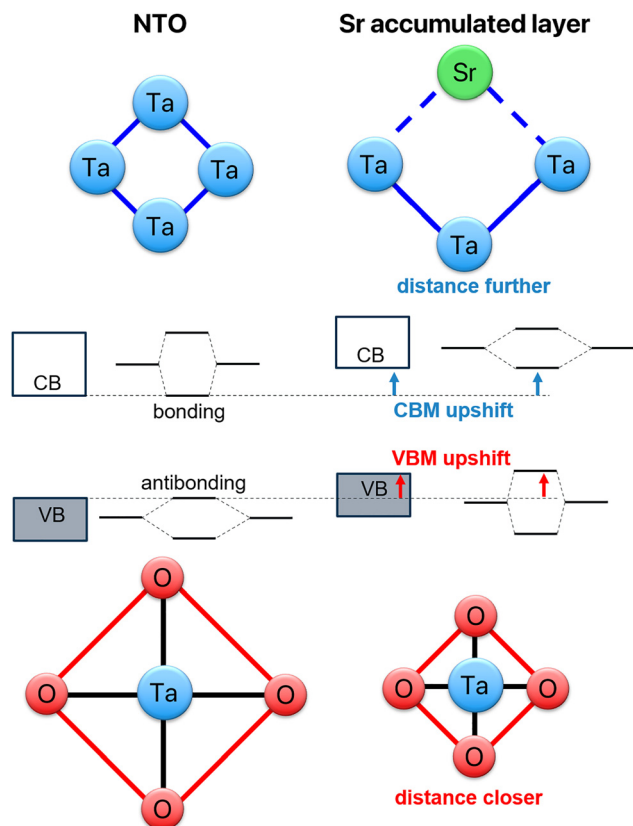 NTO
Sr accumulated layer
Ta
Ta
Ta
Ta
Sr
Ta
Ta
Ta
distance further
CB
bonding
CB
CBM upshift
VBM upshift
antibonding
VB
VB
O
O
Ta
O
O
O
O
Ta
O
O
distance closer